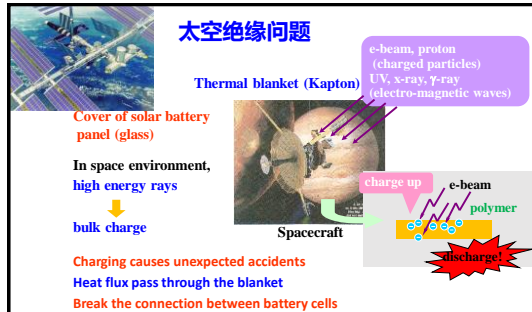 太空绝缘问题
e-beam, proton
(charged particles)
UV, x-ray, γ-ray
(electro-magnetic waves)
Thermal blanket (Kapton)
Cover of solar battery
panel (glass)
In space environment,
high energy rays
bulk charge
Spacecraft
charge up
e-beam
polymer
discharge!
Charging causes unexpected accidents
Heat flux pass through the blanket
Break the connection between battery cells